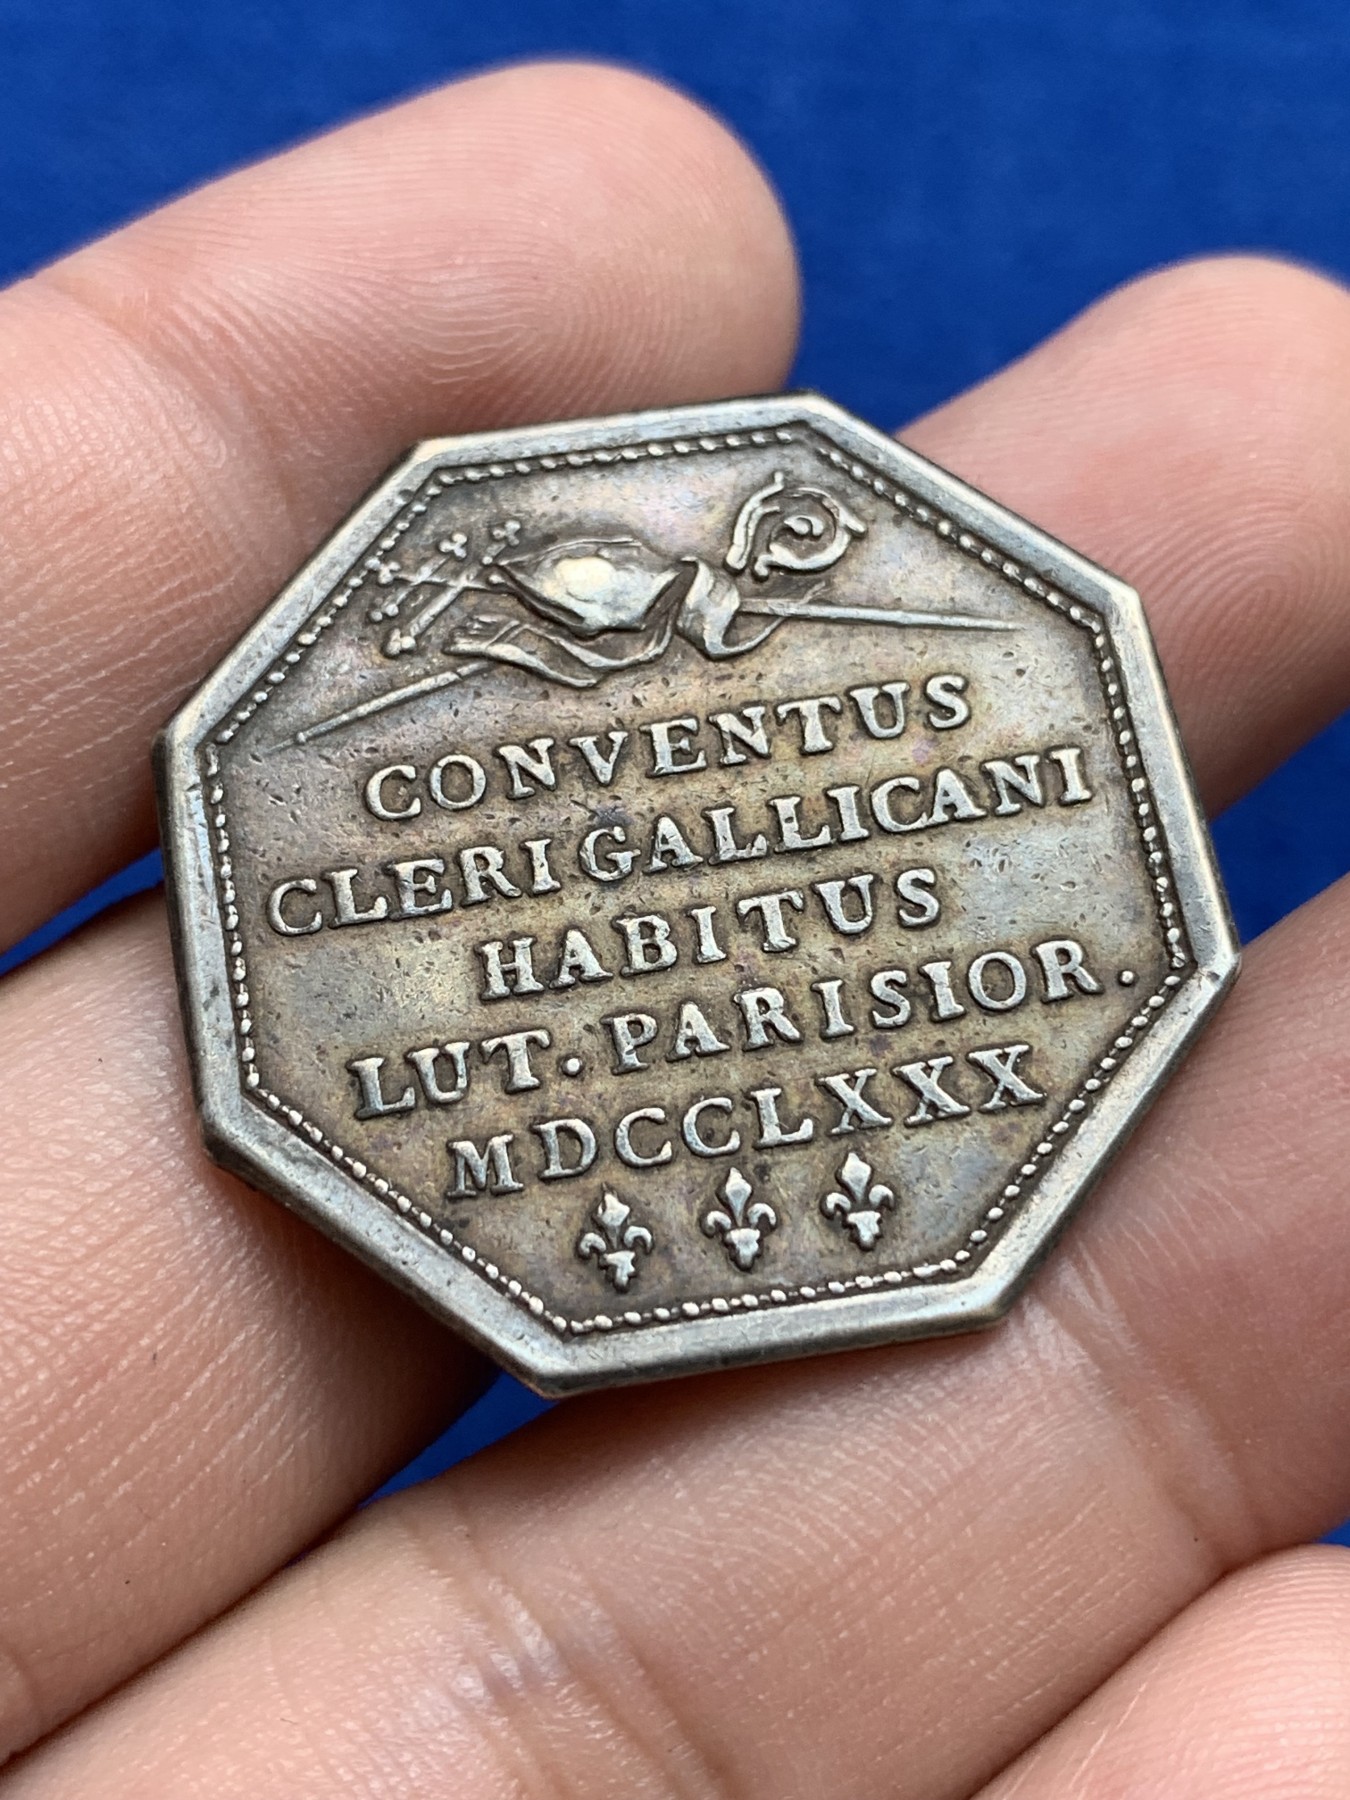 CONVENTUS
CLERI GALLICANI
HABITUS
LUT. PARISIOR.
MDCCLXXX